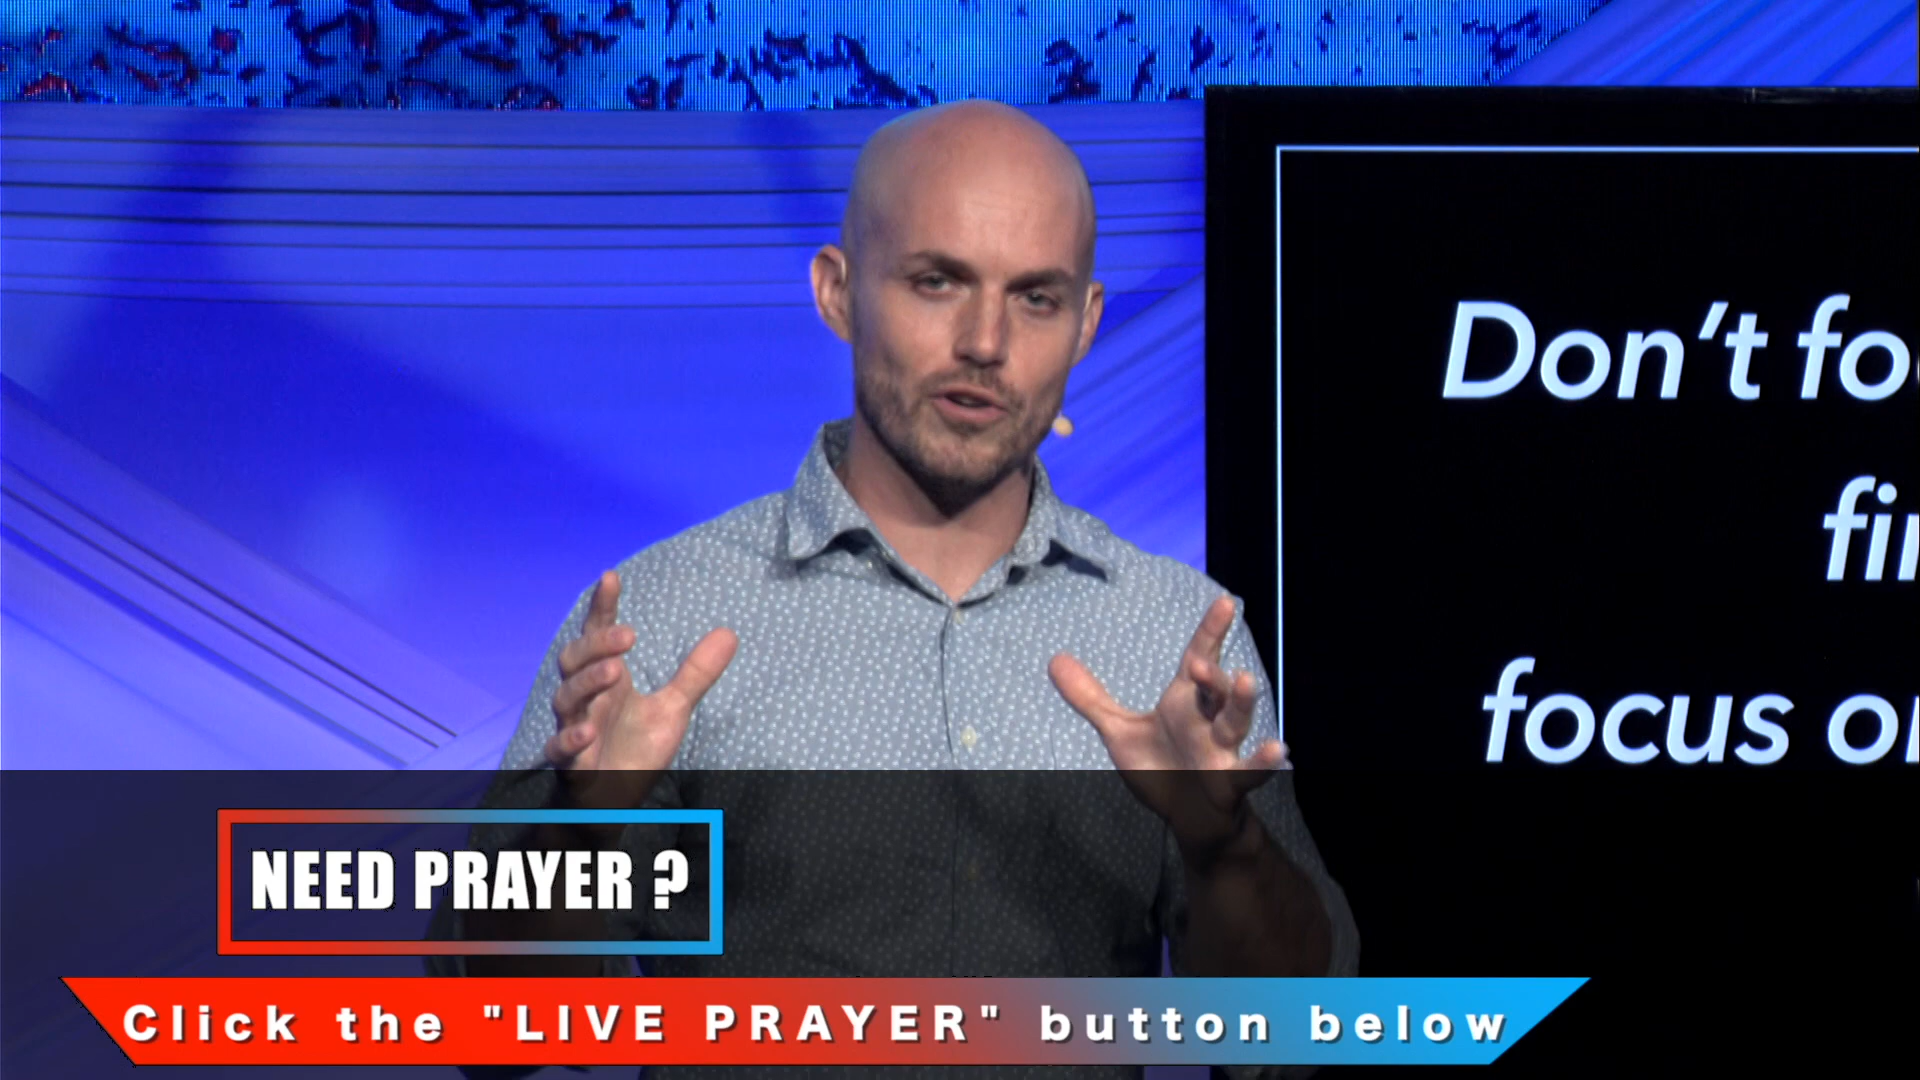 Don't fo
fi
focus o
NEED PRAYER ?
Click the "LIVE PRAYER" button below